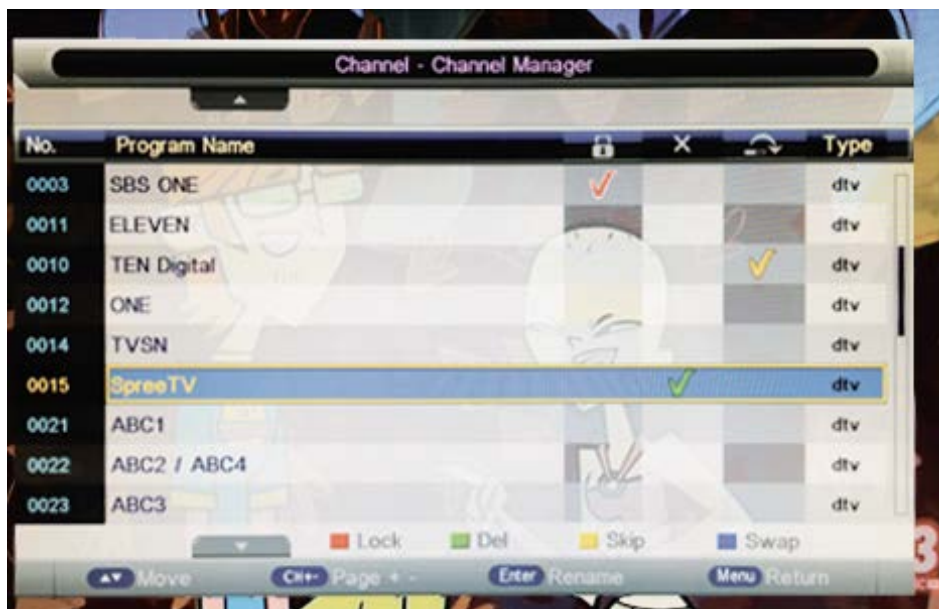 Channel - Channel Manager
No. Program Name Type
0003 SBS ONE dtv
0011 ELEVEN dtv
0010 TEN Digital dtv
0012 ONE dtv
0014 TVSN dtv
0015 SpreeTV dtv
0021 ABC1 dtv
0022 ABC2 / ABC4 dtv
0023 ABC3 dtv
Lock Del Skip Swap
Move CH+- Page + - Enter Rename Menu Return
3